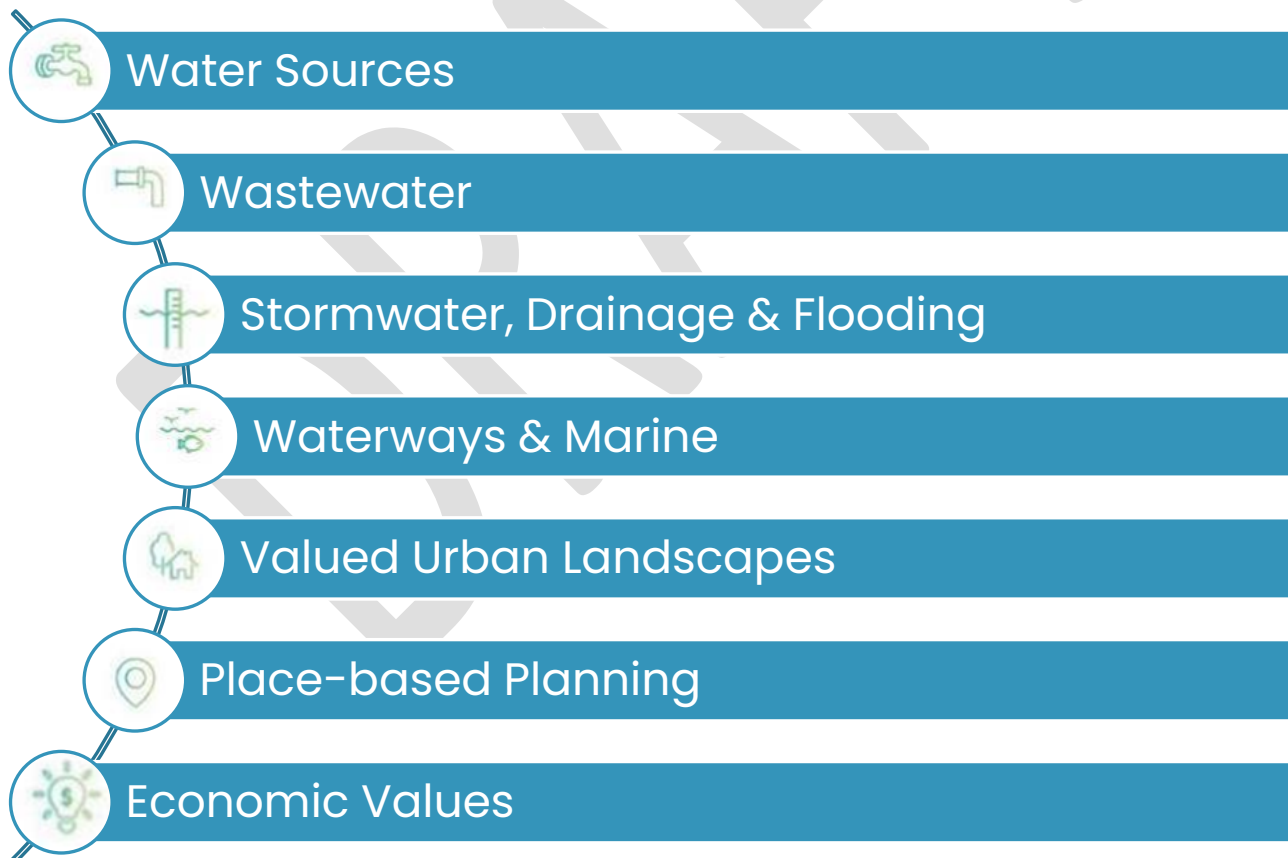 Water Sources
Wastewater
Stormwater, Drainage & Flooding
Waterways & Marine
Valued Urban Landscapes
Place-based Planning
Economic Values